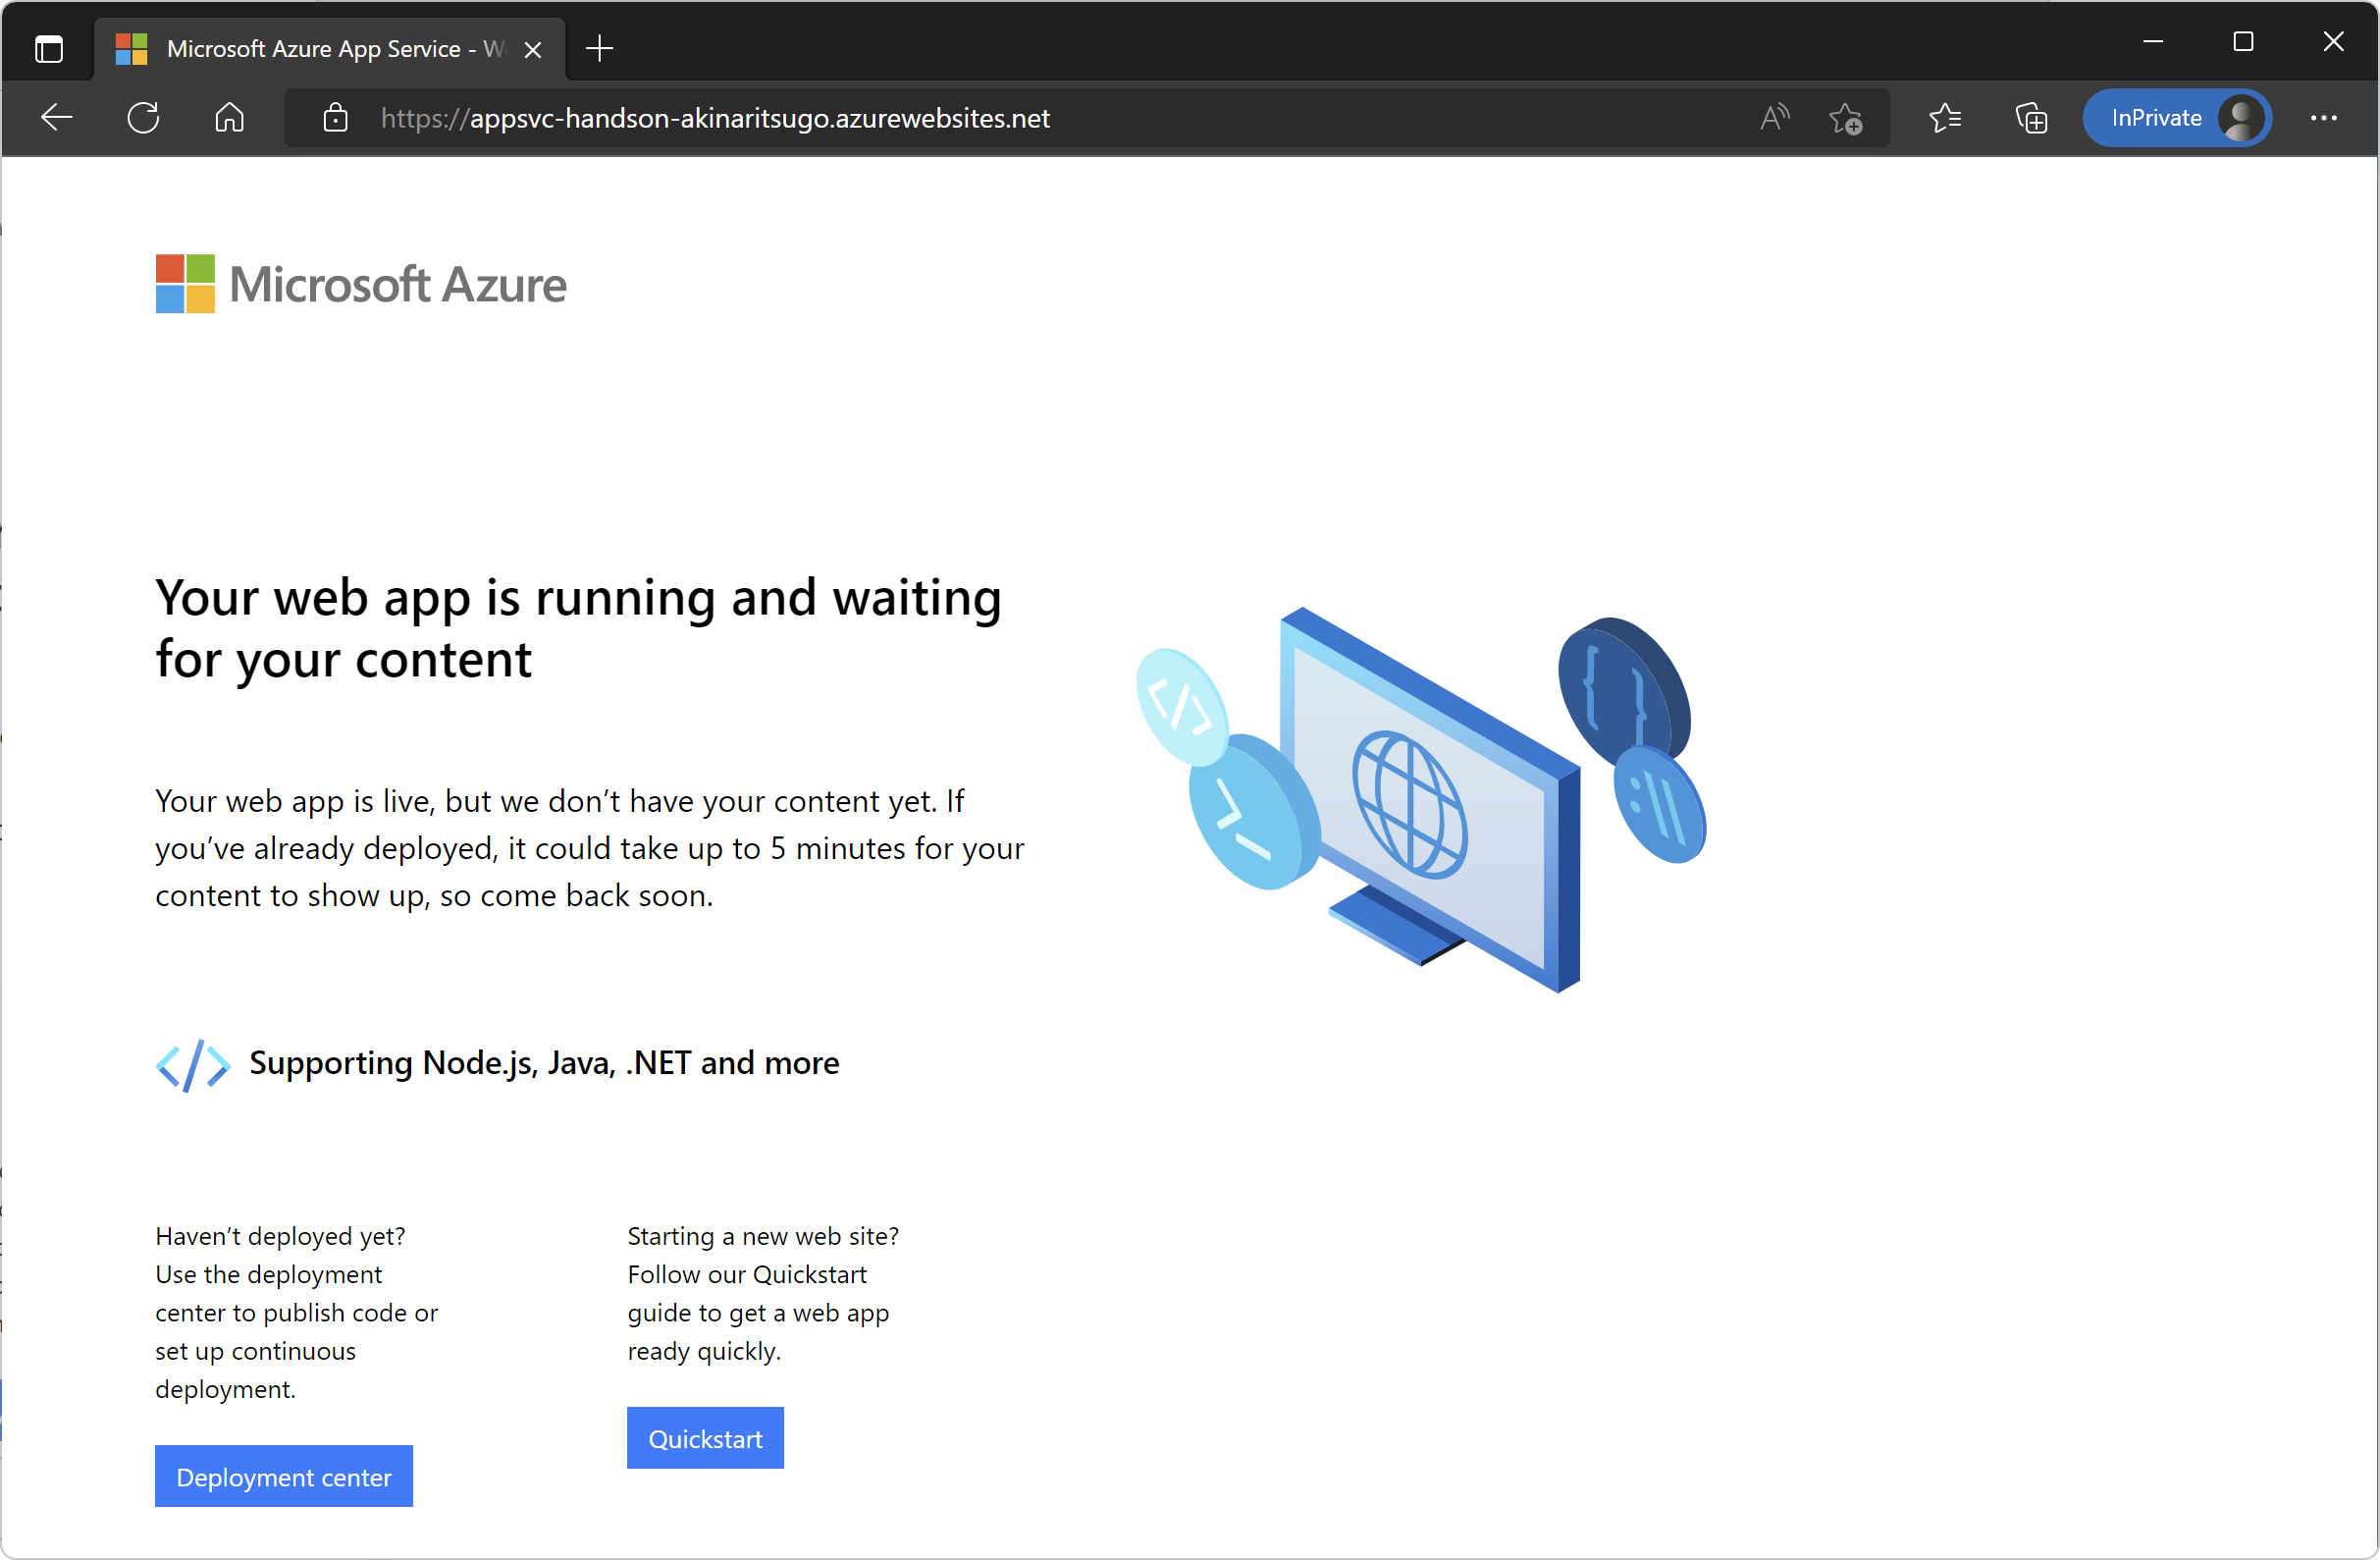 Microsoft Azure App Service - W
https://appsvc-handson-akinaritsugo.azurewebsites.net
InPrivate
Microsoft Azure
Your web app is running and waiting
for your content
Your web app is live, but we don’t have your content yet. If
you’ve already deployed, it could take up to 5 minutes for your
content to show up, so come back soon.
Supporting Node.js, Java, .NET and more
Haven’t deployed yet?
Use the deployment
center to publish code or
set up continuous
deployment.
Deployment center
Starting a new web site?
Follow our Quickstart
guide to get a web app
ready quickly.
Quickstart